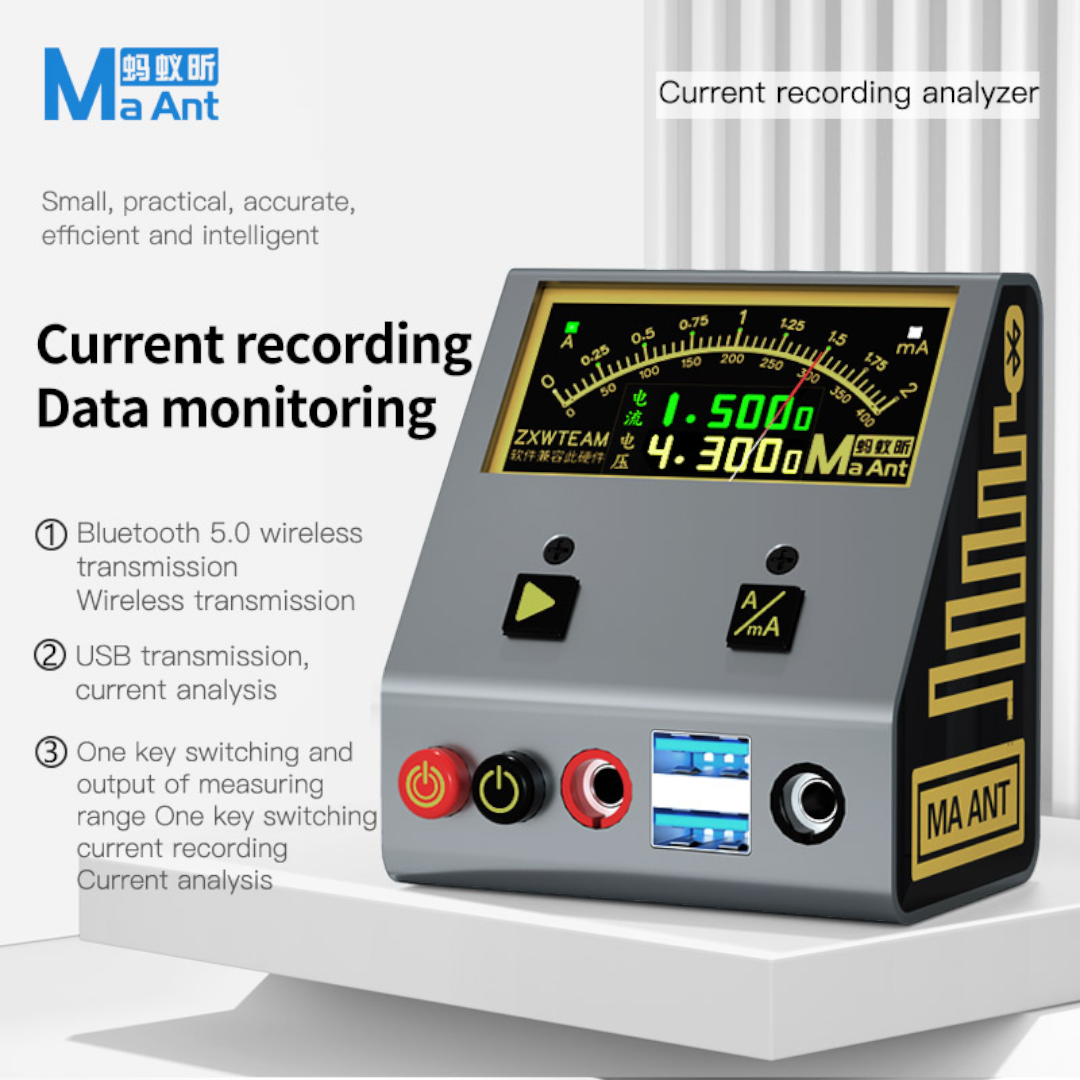 Ma Ant 蚂蚁昕
Current recording analyzer
Small, practical, accurate,
efficient and intelligent
Current recording
Data monitoring
① Bluetooth 5.0 wireless
transmission
Wireless transmission
② USB transmission,
current analysis
③ One key switching and
output of measuring
range One key switching
current recording
Current analysis
A
0 0.25 0.5 0.75 1 1.25 1.5 1.75 2
mA
0 50 100 150 200 250 300 350 400
电流 1.5000
电压 4.3000
ZXWTEAM
软件兼容此硬件
Ma Ant 蚂蚁昕
A/mA
MA ANT